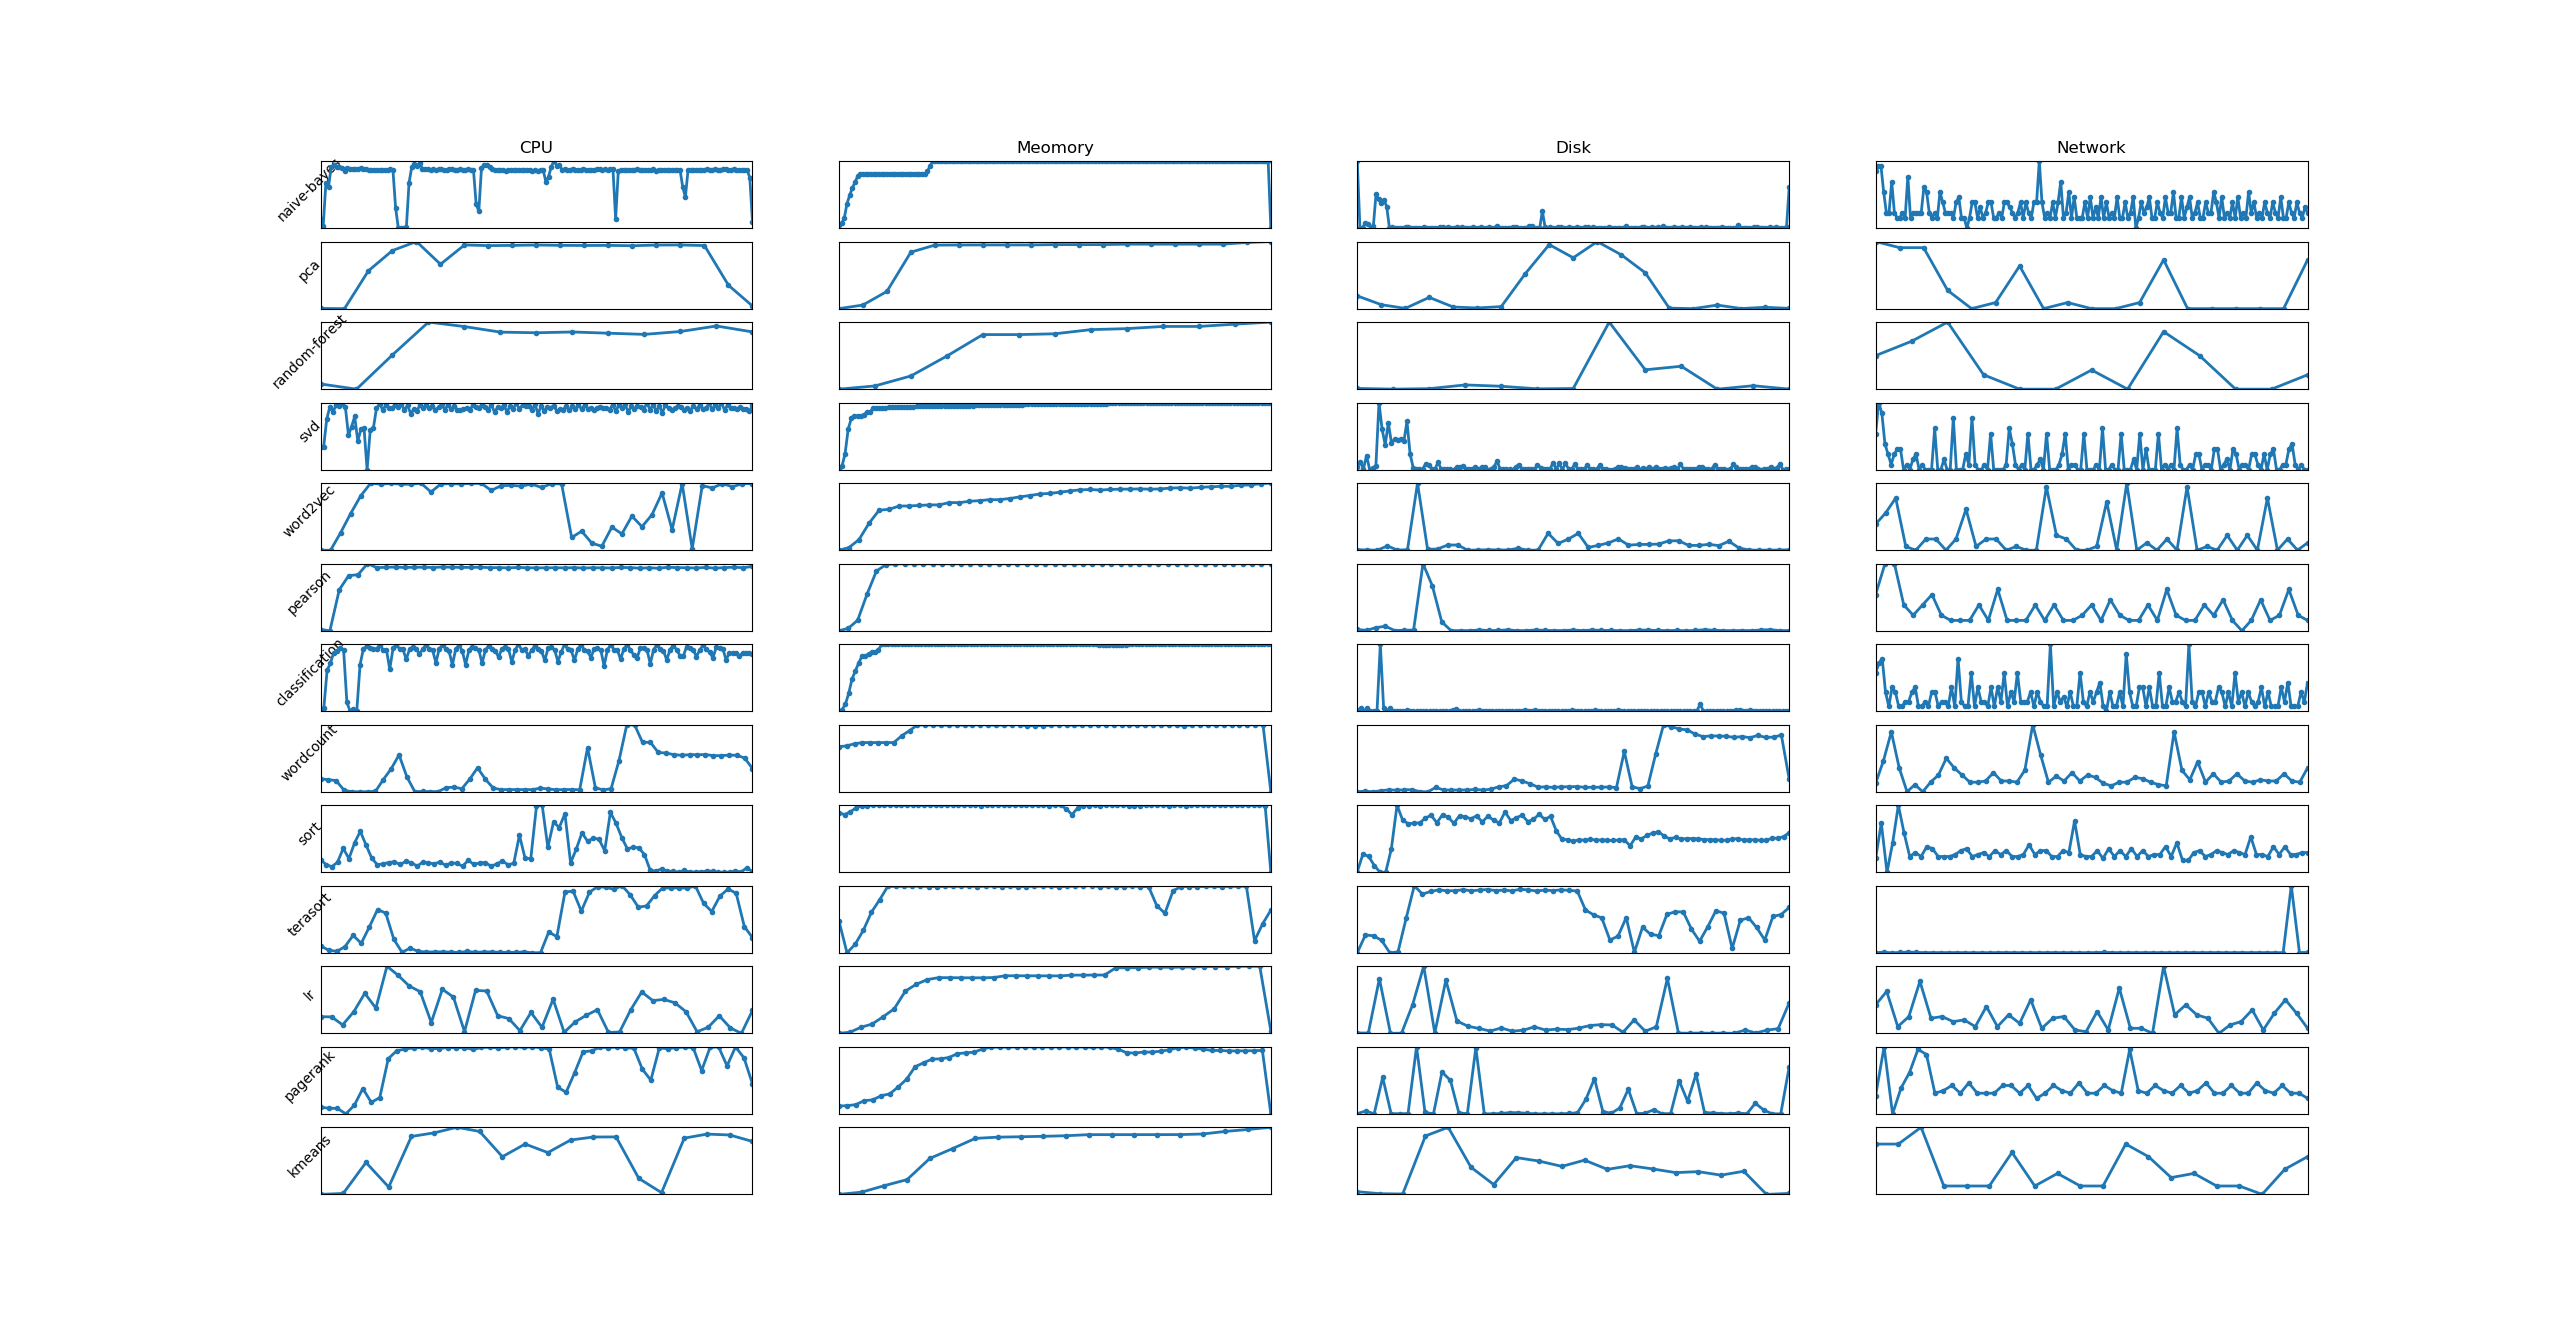 CPU
Meomory
Disk
Network
naive-bayes
pca
random-forest
svd
word2vec
pearson
classification
wordcount
sort
terasort
lr
pagerank
kmeans